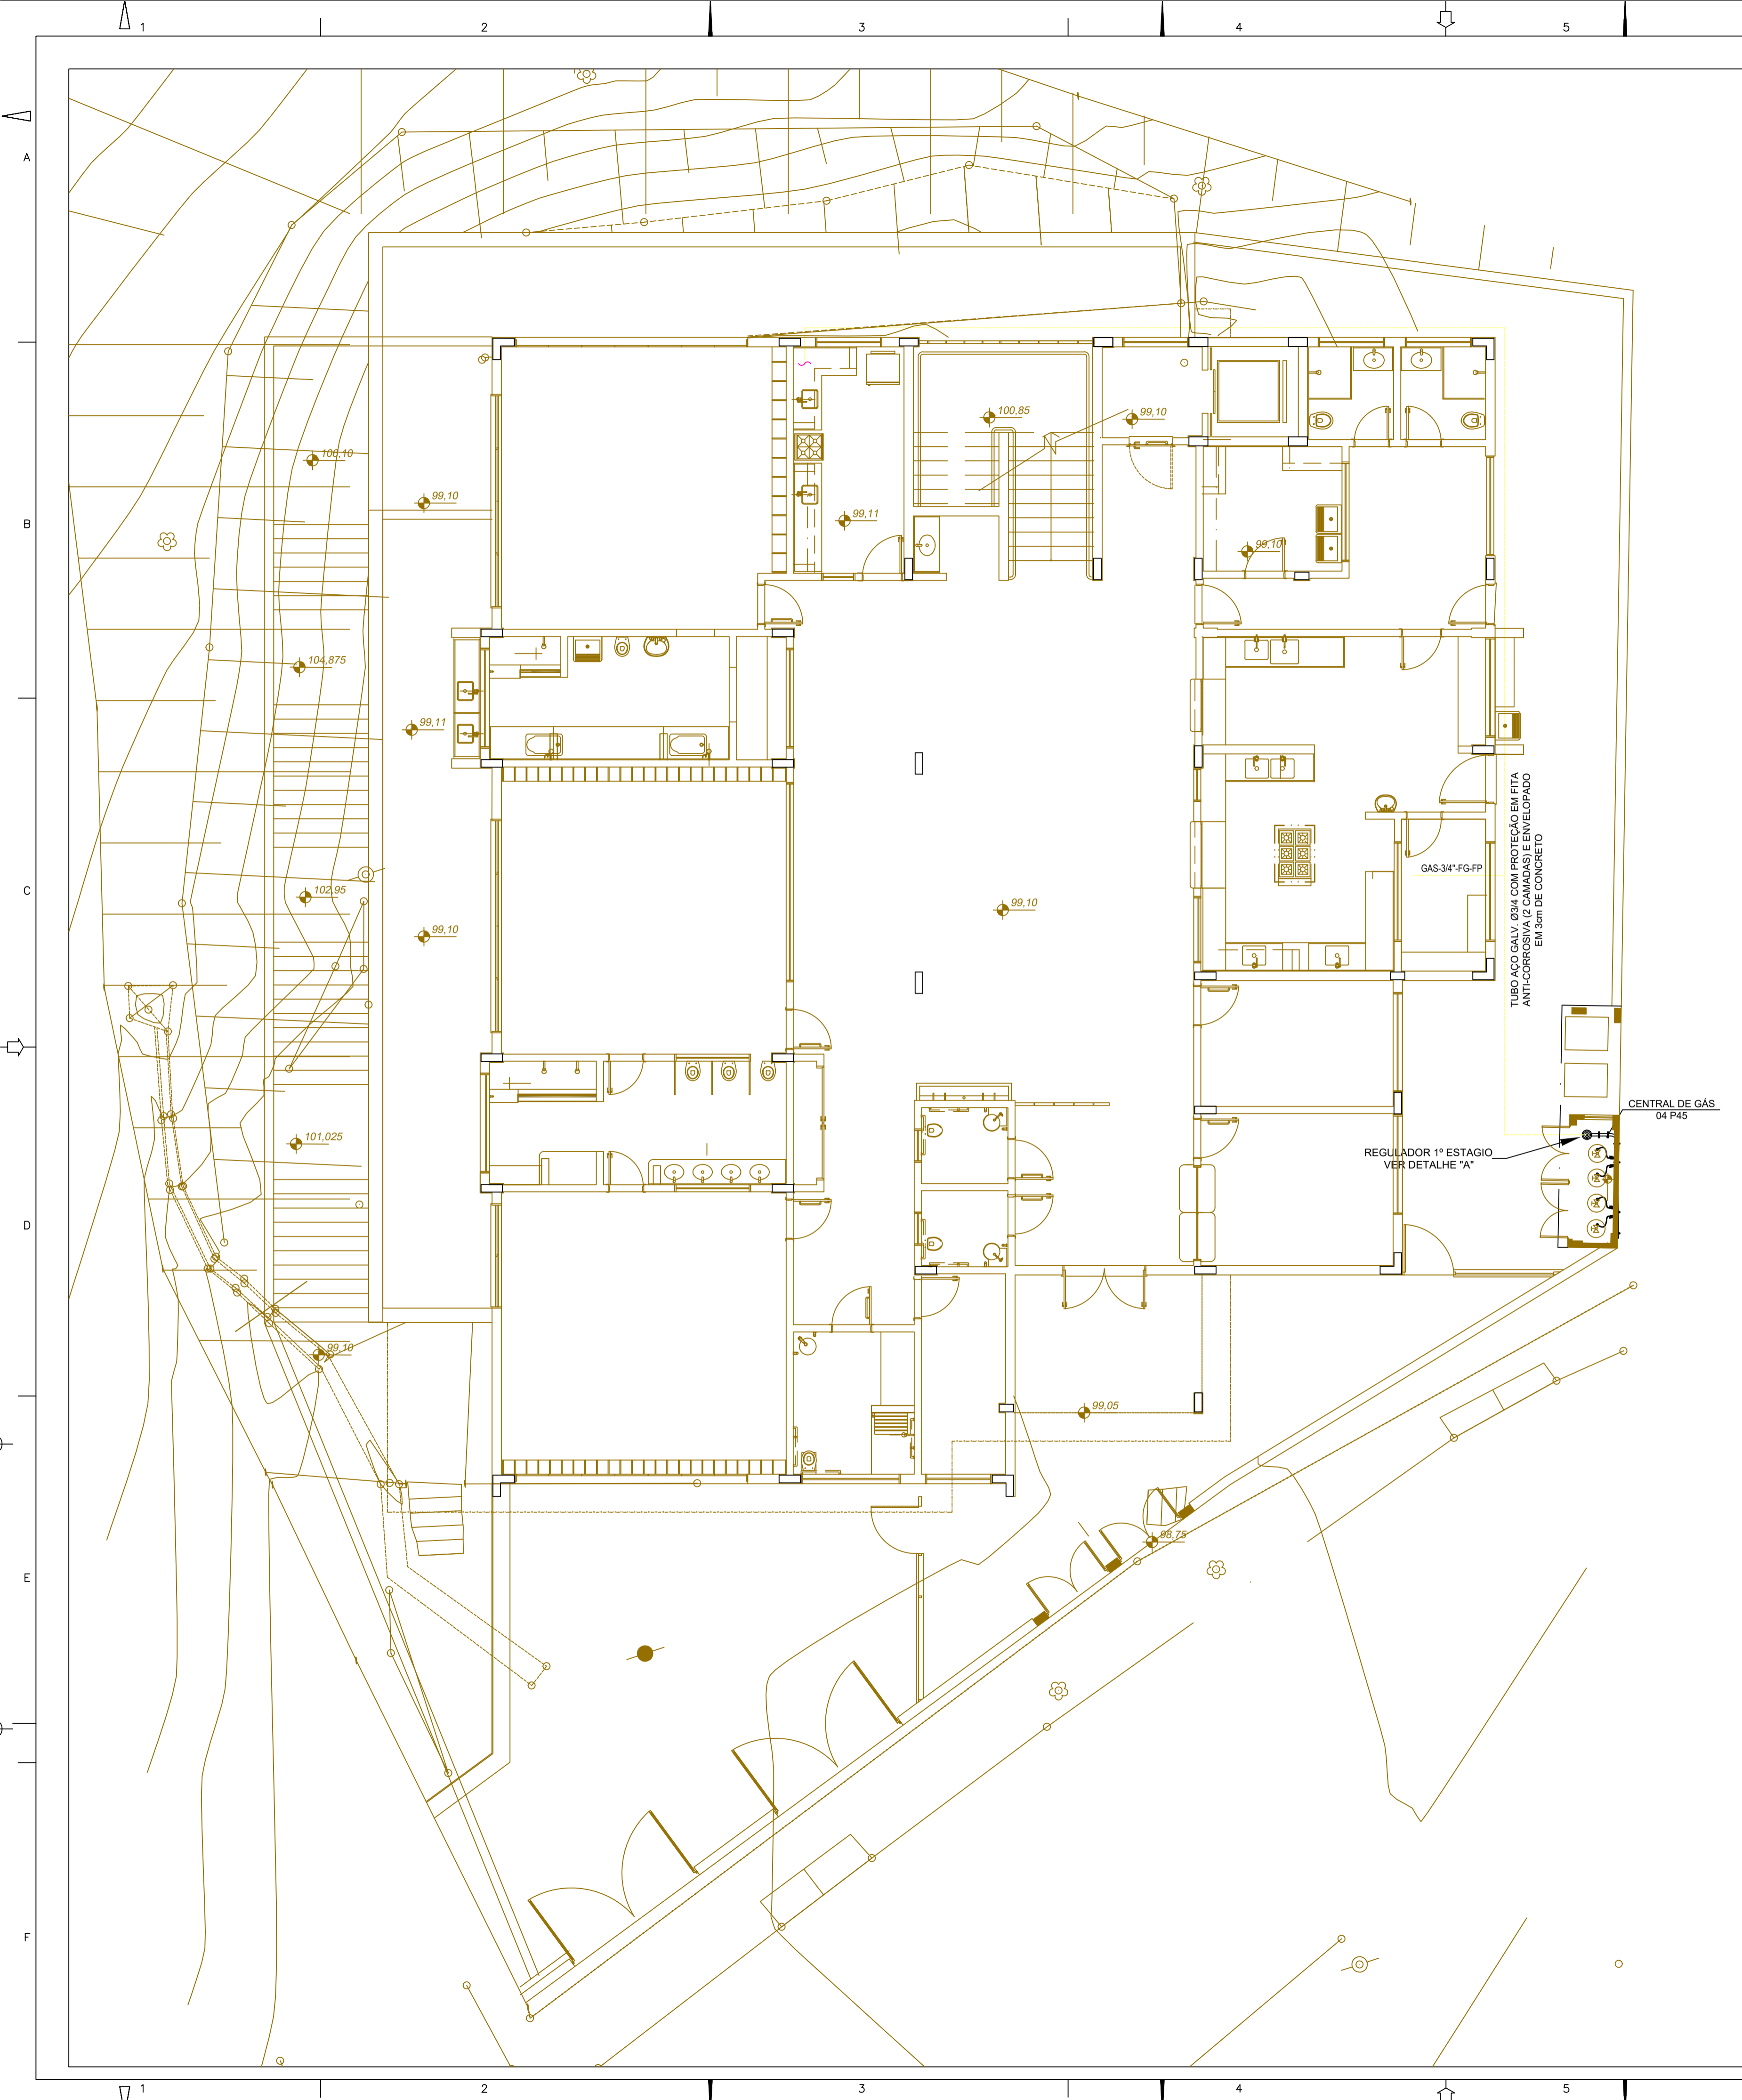 1
2
3
4
5
A
B
C
D
E
F
100,85
99,10
106,10
99,10
99,11
99,10
104,875
99,11
TUBO AÇO GALV. Ø3/4 COM PROTEÇÃO EM FITA
ANTI-CORROSIVA (2 CAMADAS) E ENVELOPADO
EM 3cm DE CONCRETO
GAS-3/4"-FG-FP
102,95
99,10
99,10
CENTRAL DE GÁS
04 P45
101,025
REGULADOR 1º ESTAGIO
VER DETALHE "A"
99,10
99,05
98,75
1
2
3
4
5